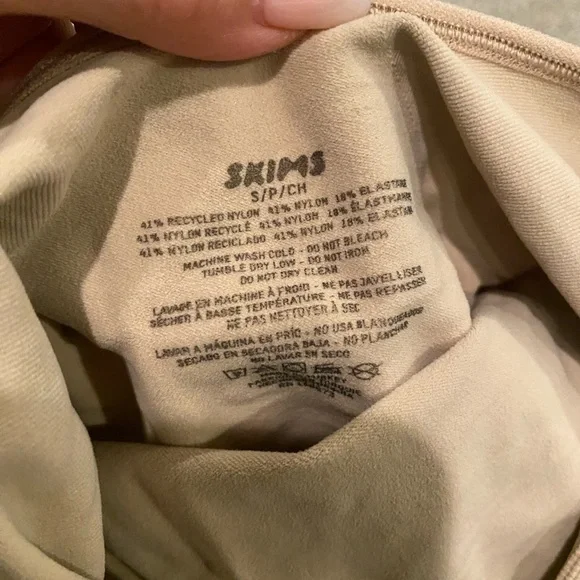 SKIMS
S/P/CH
41% RECYCLED NYLON 41% NYLON 18% ELASTANE
41% NYLON RECYCLÉ 41% NYLON 18% ÉLASTHANNE
41% NYLON RECICLADO 41% NYLON 18% ELASTAN
MACHINE WASH COLD - DO NOT BLEACH
TUMBLE DRY LOW - DO NOT IRON
DO NOT DRY CLEAN
LAVAGE EN MACHINE À FROID - NE PAS JAVELLISER
SÉCHER À BASSE TEMPÉRATURE - NE PAS REPASSER
NE PAS NETTOYER À SEC
LAVAR A MÁQUINA EN FRÍO - NO USA BLANQUEADOR
SECADO EN SECADORA BAJA - NO PLANCHAR
NO LAVAR EN SECO